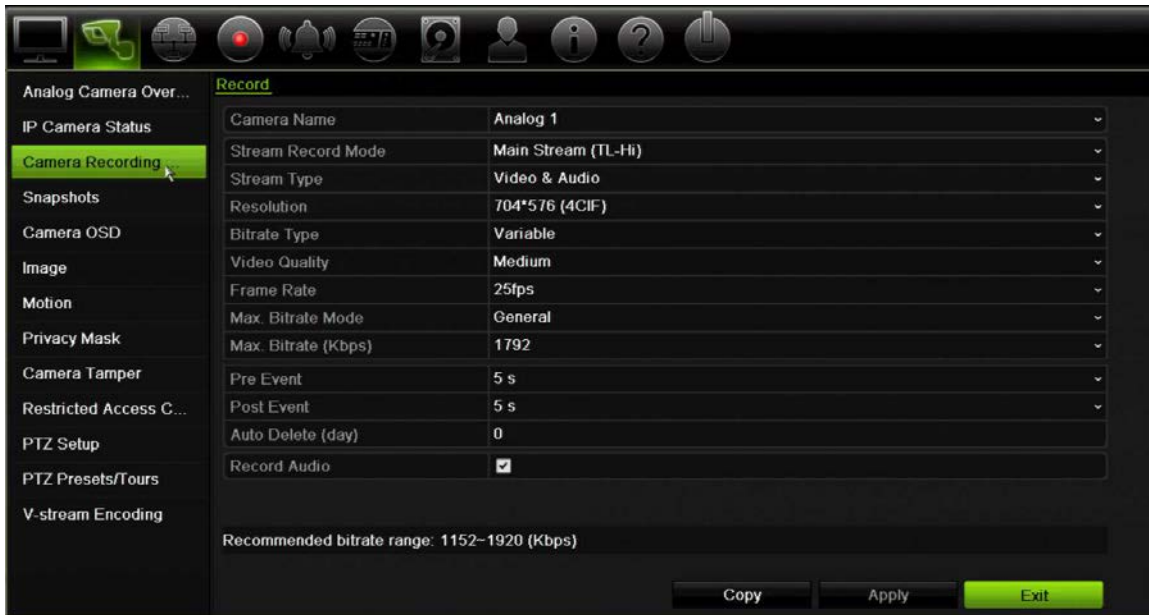 Analog Camera Over...
IP Camera Status
Camera Recording ...
Snapshots
Camera OSD
Image
Motion
Privacy Mask
Camera Tamper
Restricted Access C...
PTZ Setup
PTZ Presets/Tours
V-stream Encoding
Record
Camera Name Analog 1
Stream Record Mode Main Stream (TL-Hi)
Stream Type Video & Audio
Resolution 704*576 (4CIF)
Bitrate Type Variable
Video Quality Medium
Frame Rate 25fps
Max. Bitrate Mode General
Max. Bitrate (Kbps) 1792
Pre Event 5 s
Post Event 5 s
Auto Delete (day) 0
Record Audio
Recommended bitrate range: 1152~1920 (Kbps)
Copy Apply Exit